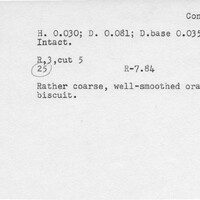 Con
H. 0.030; D. 0.081; D.base 0.035
Intact.
R,3,cut 5
25 R-7.84
Rather coarse, well-smoothed ora
biscuit.